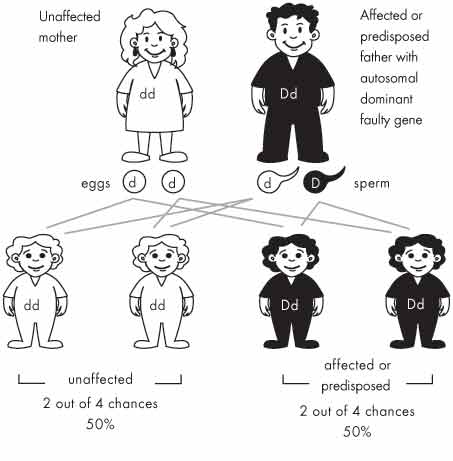 Unaffected
mother
Affected or
predisposed
father with
autosomal
dominant
faulty gene
dd
Dd
eggs d d d D sperm
dd
dd
Dd
Dd
unaffected
2 out of 4 chances
50%
affected or
predisposed
2 out of 4 chances
50%